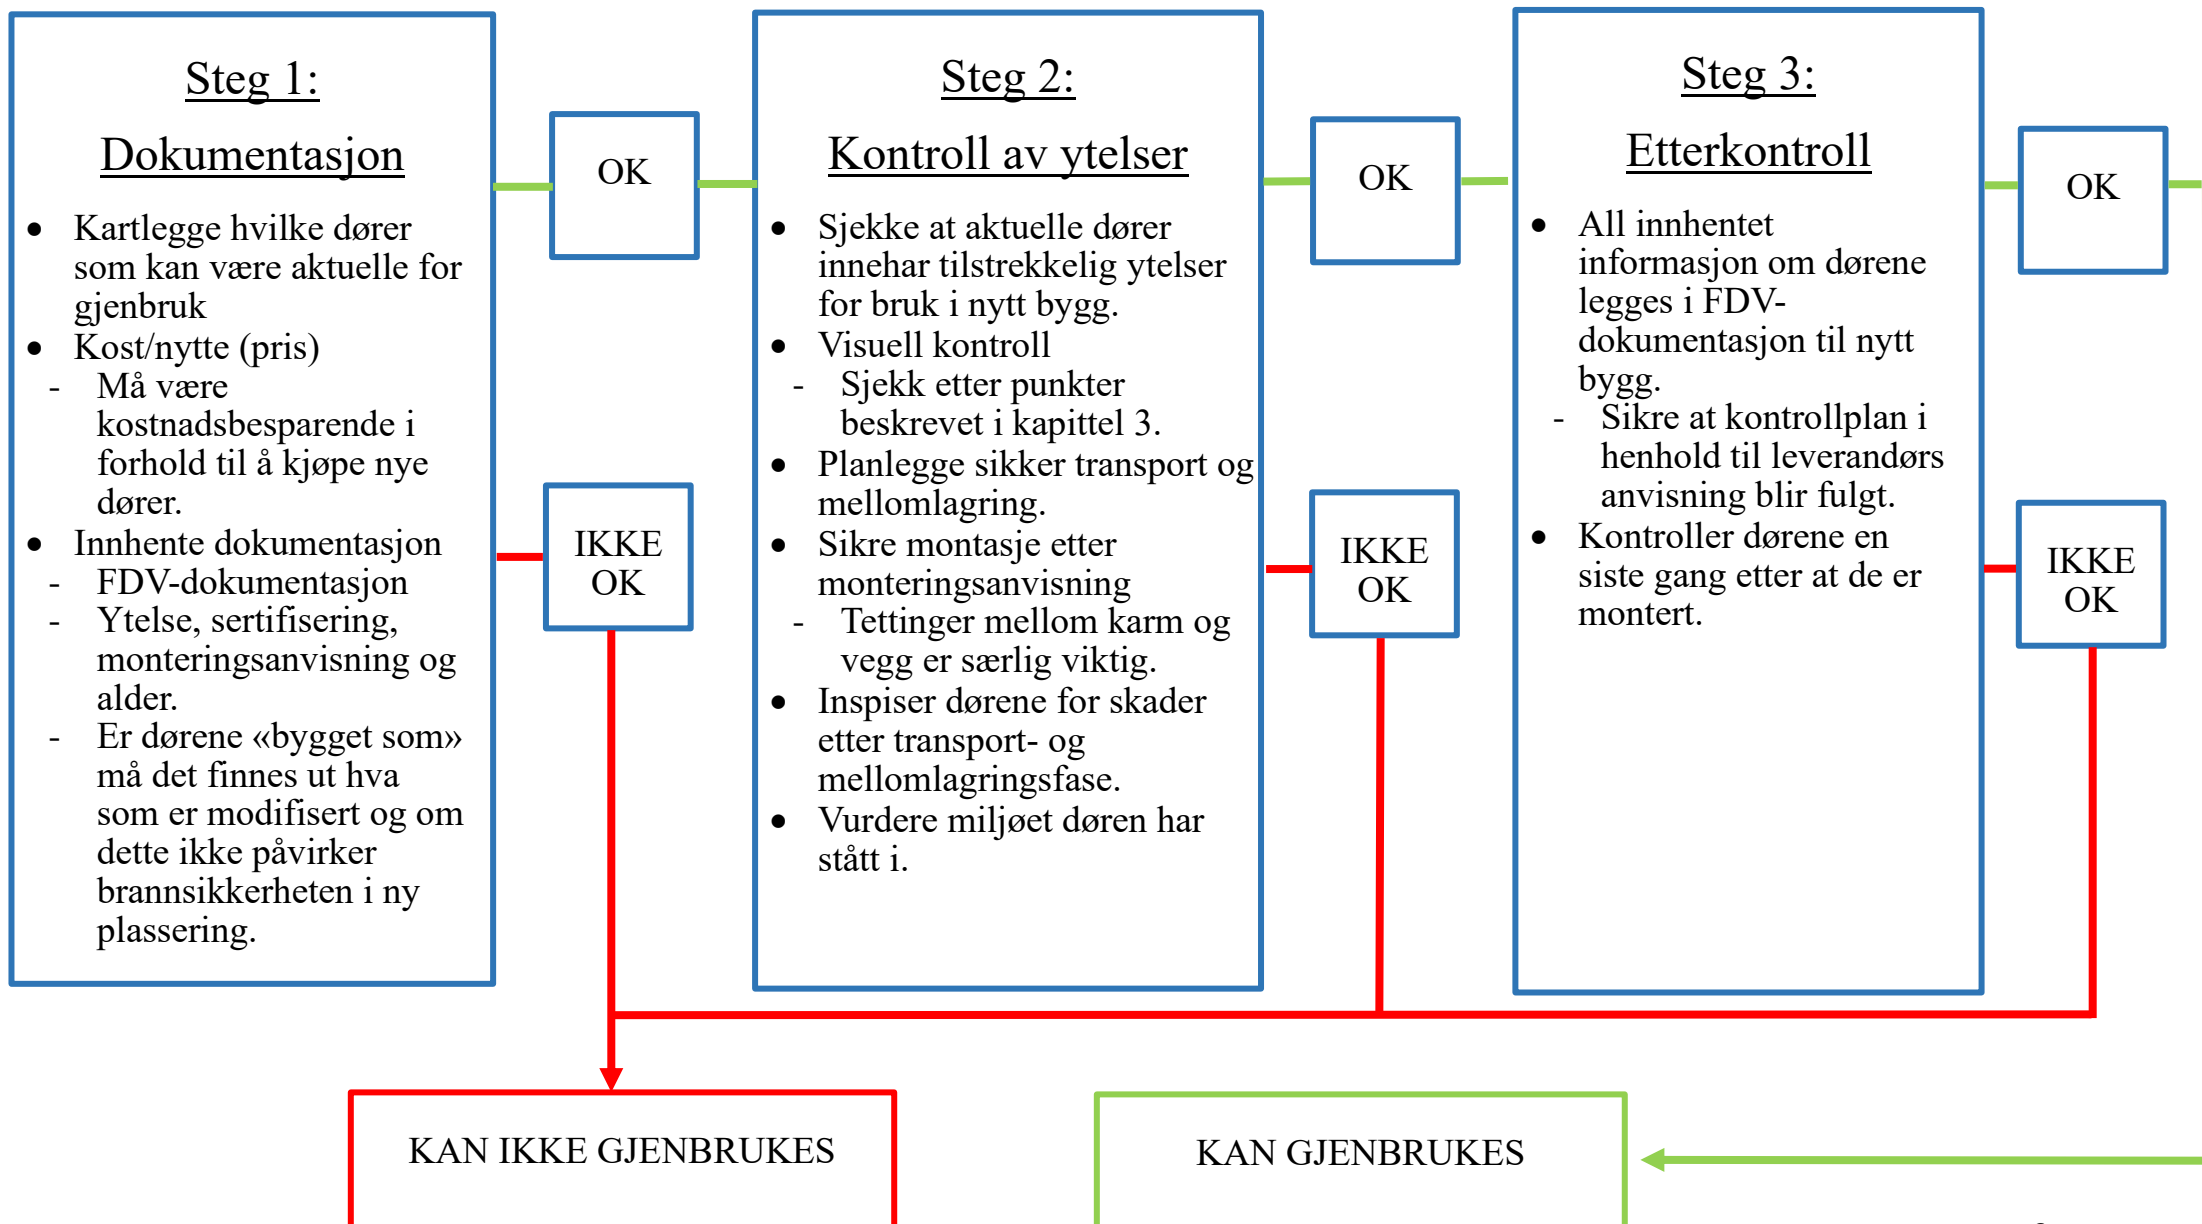 Steg 1:
Dokumentasjon
• Kartlegge hvilke dører
som kan være aktuelle for
gjenbruk
• Kost/nytte (pris)
- Må være
kostnadsbesparende i
forhold til å kjøpe nye
dører.
• Innhente dokumentasjon
- FDV-dokumentasjon
- Ytelse, sertifisering,
monteringsanvisning og
alder.
- Er dørene «bygget som»
må det finnes ut hva
som er modifisert og om
dette ikke påvirker
brannsikkerheten i ny
plassering.
OK
IKKE
OK
Steg 2:
Kontroll av ytelser
• Sjekke at aktuelle dører
innehar tilstrekkelig ytelser
for bruk i nytt bygg.
• Visuell kontroll
- Sjekk etter punkter
beskrevet i kapittel 3.
• Planlegge sikker transport og
mellomlagring.
• Sikre montasje etter
monteringsanvisning
- Tettinger mellom karm og
vegg er særlig viktig.
• Inspiser dørene for skader
etter transport- og
mellomlagringsfase.
• Vurdere miljøet døren har
stått i.
OK
IKKE
OK
Steg 3:
Etterkontroll
• All innhentet
informasjon om dørene
legges i FDV-
dokumentasjon til nytt
bygg.
- Sikre at kontrollplan i
henhold til leverandørs
anvisning blir fulgt.
• Kontroller dørene en
siste gang etter at de er
montert.
OK
IKKE
OK
KAN IKKE GJENBRUKES
KAN GJENBRUKES